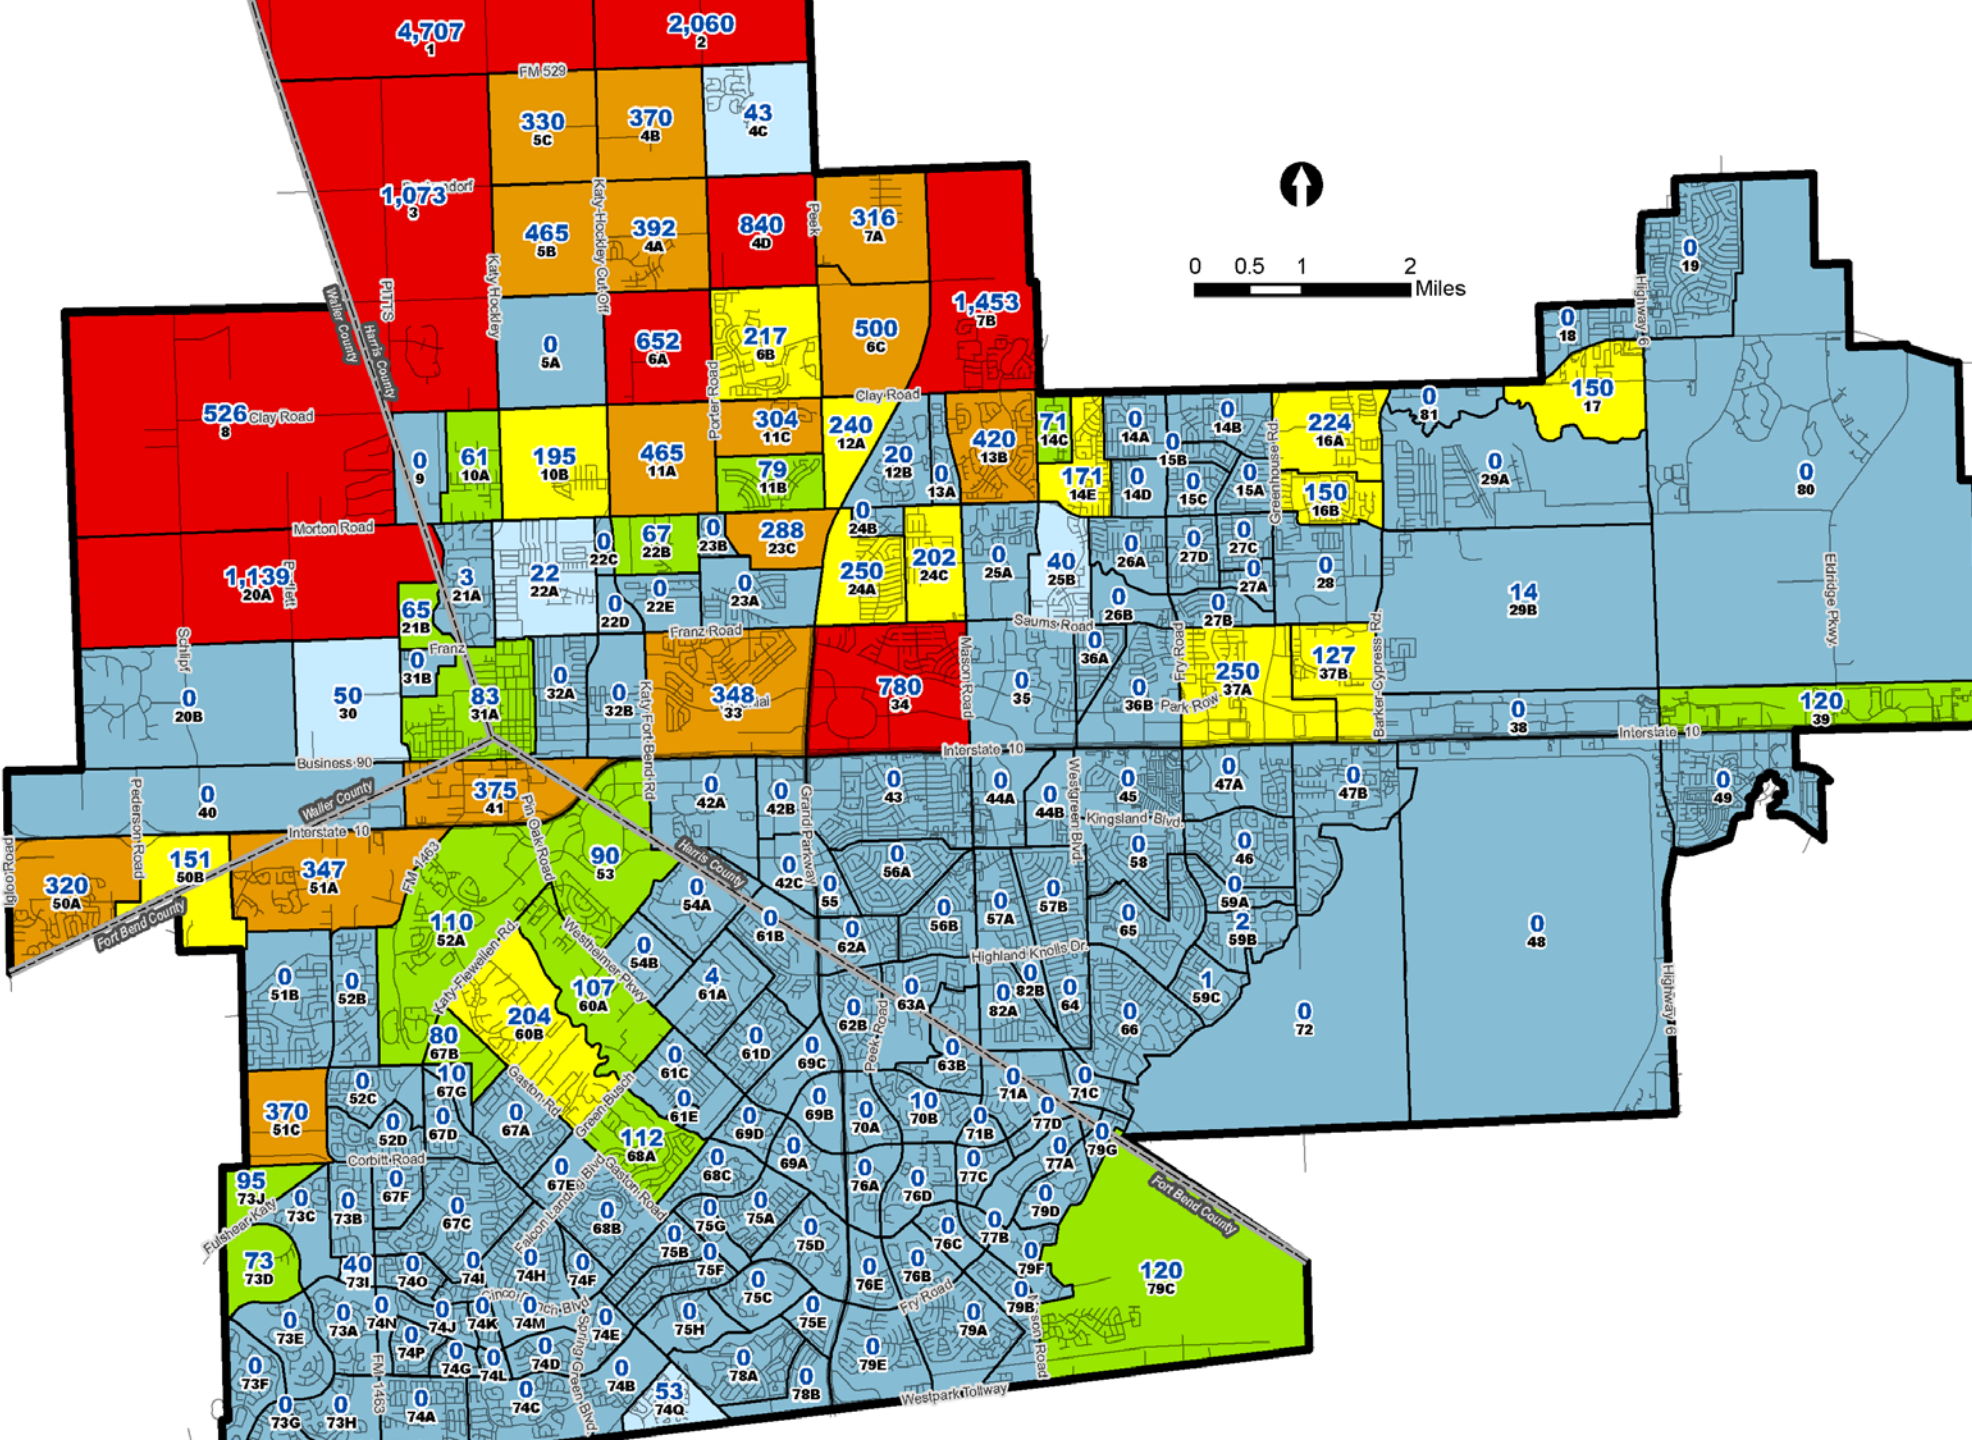 4,707
1
2,060
2
FM 529
330
5C
370
4B
43
4C
1,073
3
465
5B
392
4A
840
4D
Peek
316
7A
Katy-Hockley Cut Off
PITTS
Katy Hockley
0
5A
652
6A
217
6B
500
6C
1,453
7B
0 0.5 1 2
Miles
0
19
Highway 6
0
18
Waller County
Harris County
526
8
Clay Road
Porter Road
Clay Road
0
9
61
10A
195
10B
465
11A
304
11C
79
11B
240
12A
20
12B
0
13A
420
13B
71
14C
171
14E
0
14A
0
14D
0
14B
0
15B
0
15C
0
15A
Greenhouse Rd.
224
16A
150
16B
0
81
150
17
0
29A
0
80
Morton Road
1,139
20A
3
21A
65
21B
22
22A
0
22C
67
22B
0
23B
288
23C
0
24B
0
22D
0
22E
0
23A
250
24A
202
24C
0
25A
40
25B
0
26A
0
26B
0
27D
0
27C
0
27A
0
27B
0
28
14
29B
Eldridge Pkwy.
Schlipf
Franz
Franz Road
Saums Road
Fry Road
Barker-Cypress Rd.
0
20B
50
30
0
31B
83
31A
0
32A
0
32B
Katy-Fort Bend Rd
348
33
780
34
Mason Road
0
35
0
36A
0
36B
Park Row
250
37A
127
37B
0
38
120
39
Business 90
Interstate 10
Interstate 10
0
40
Pederson Road
Waller County
Interstate 10
375
41
Pin Oak Road
0
42A
0
42B
0
42C
Grand Parkway
0
43
0
44A
0
44B
Westgreen Blvd.
0
45
Kingsland Blvd.
0
47A
0
47B
0
46
0
49
0
48
Igloo Road
320
50A
151
50B
347
51A
FM 1463
Fort Bend County
Harris County
90
53
0
54A
0
54B
0
55
0
56A
0
56B
0
57A
0
57B
0
58
0
59A
2
59B
1
59C
110
52A
Katy-Flewellen Rd.
Westheimer Pkwy
0
51B
0
52B
204
60B
107
60A
4
61A
0
61B
0
62A
0
62B
Peek Road
0
63A
0
63B
Highland Knolls Dr.
0
82B
0
82A
0
64
0
65
0
66
0
72
Highway 6
80
67B
10
67G
370
51C
0
52C
0
52D
0
67D
0
67A
Gaston Rd
Green Busch
0
61C
0
61D
0
61E
0
69C
0
69B
0
69D
0
69A
0
70A
10
70B
0
71A
0
71C
0
71B
0
77D
0
77A
0
79G
0
77C
Corbitt Road
112
68A
0
67E
0
67F
0
67C
Falcon Landing Blvd
Gaston Road
0
68C
0
68B
95
73J
0
73C
0
73B
Fulshear Katy
73
73D
40
73I
0
74O
0
74I
0
74H
0
74F
0
75G
0
75A
0
75B
0
75F
0
75D
0
75C
0
76A
0
76D
0
76C
0
76B
0
76E
0
77B
0
79D
0
79F
0
79B
Fort Bend County
120
79C
0
73E
0
73A
0
74N
0
74J
0
74K
0
74M
0
74E
0
74P
0
74G
0
74L
0
74D
0
74B
Spring Green Blvd.
0
75H
0
75E
Fry Road
0
79A
0
79E
0
73F
0
73G
0
73H
FM 1463
0
74A
0
74C
53
74Q
0
78A
0
78B
Westpark Tollway